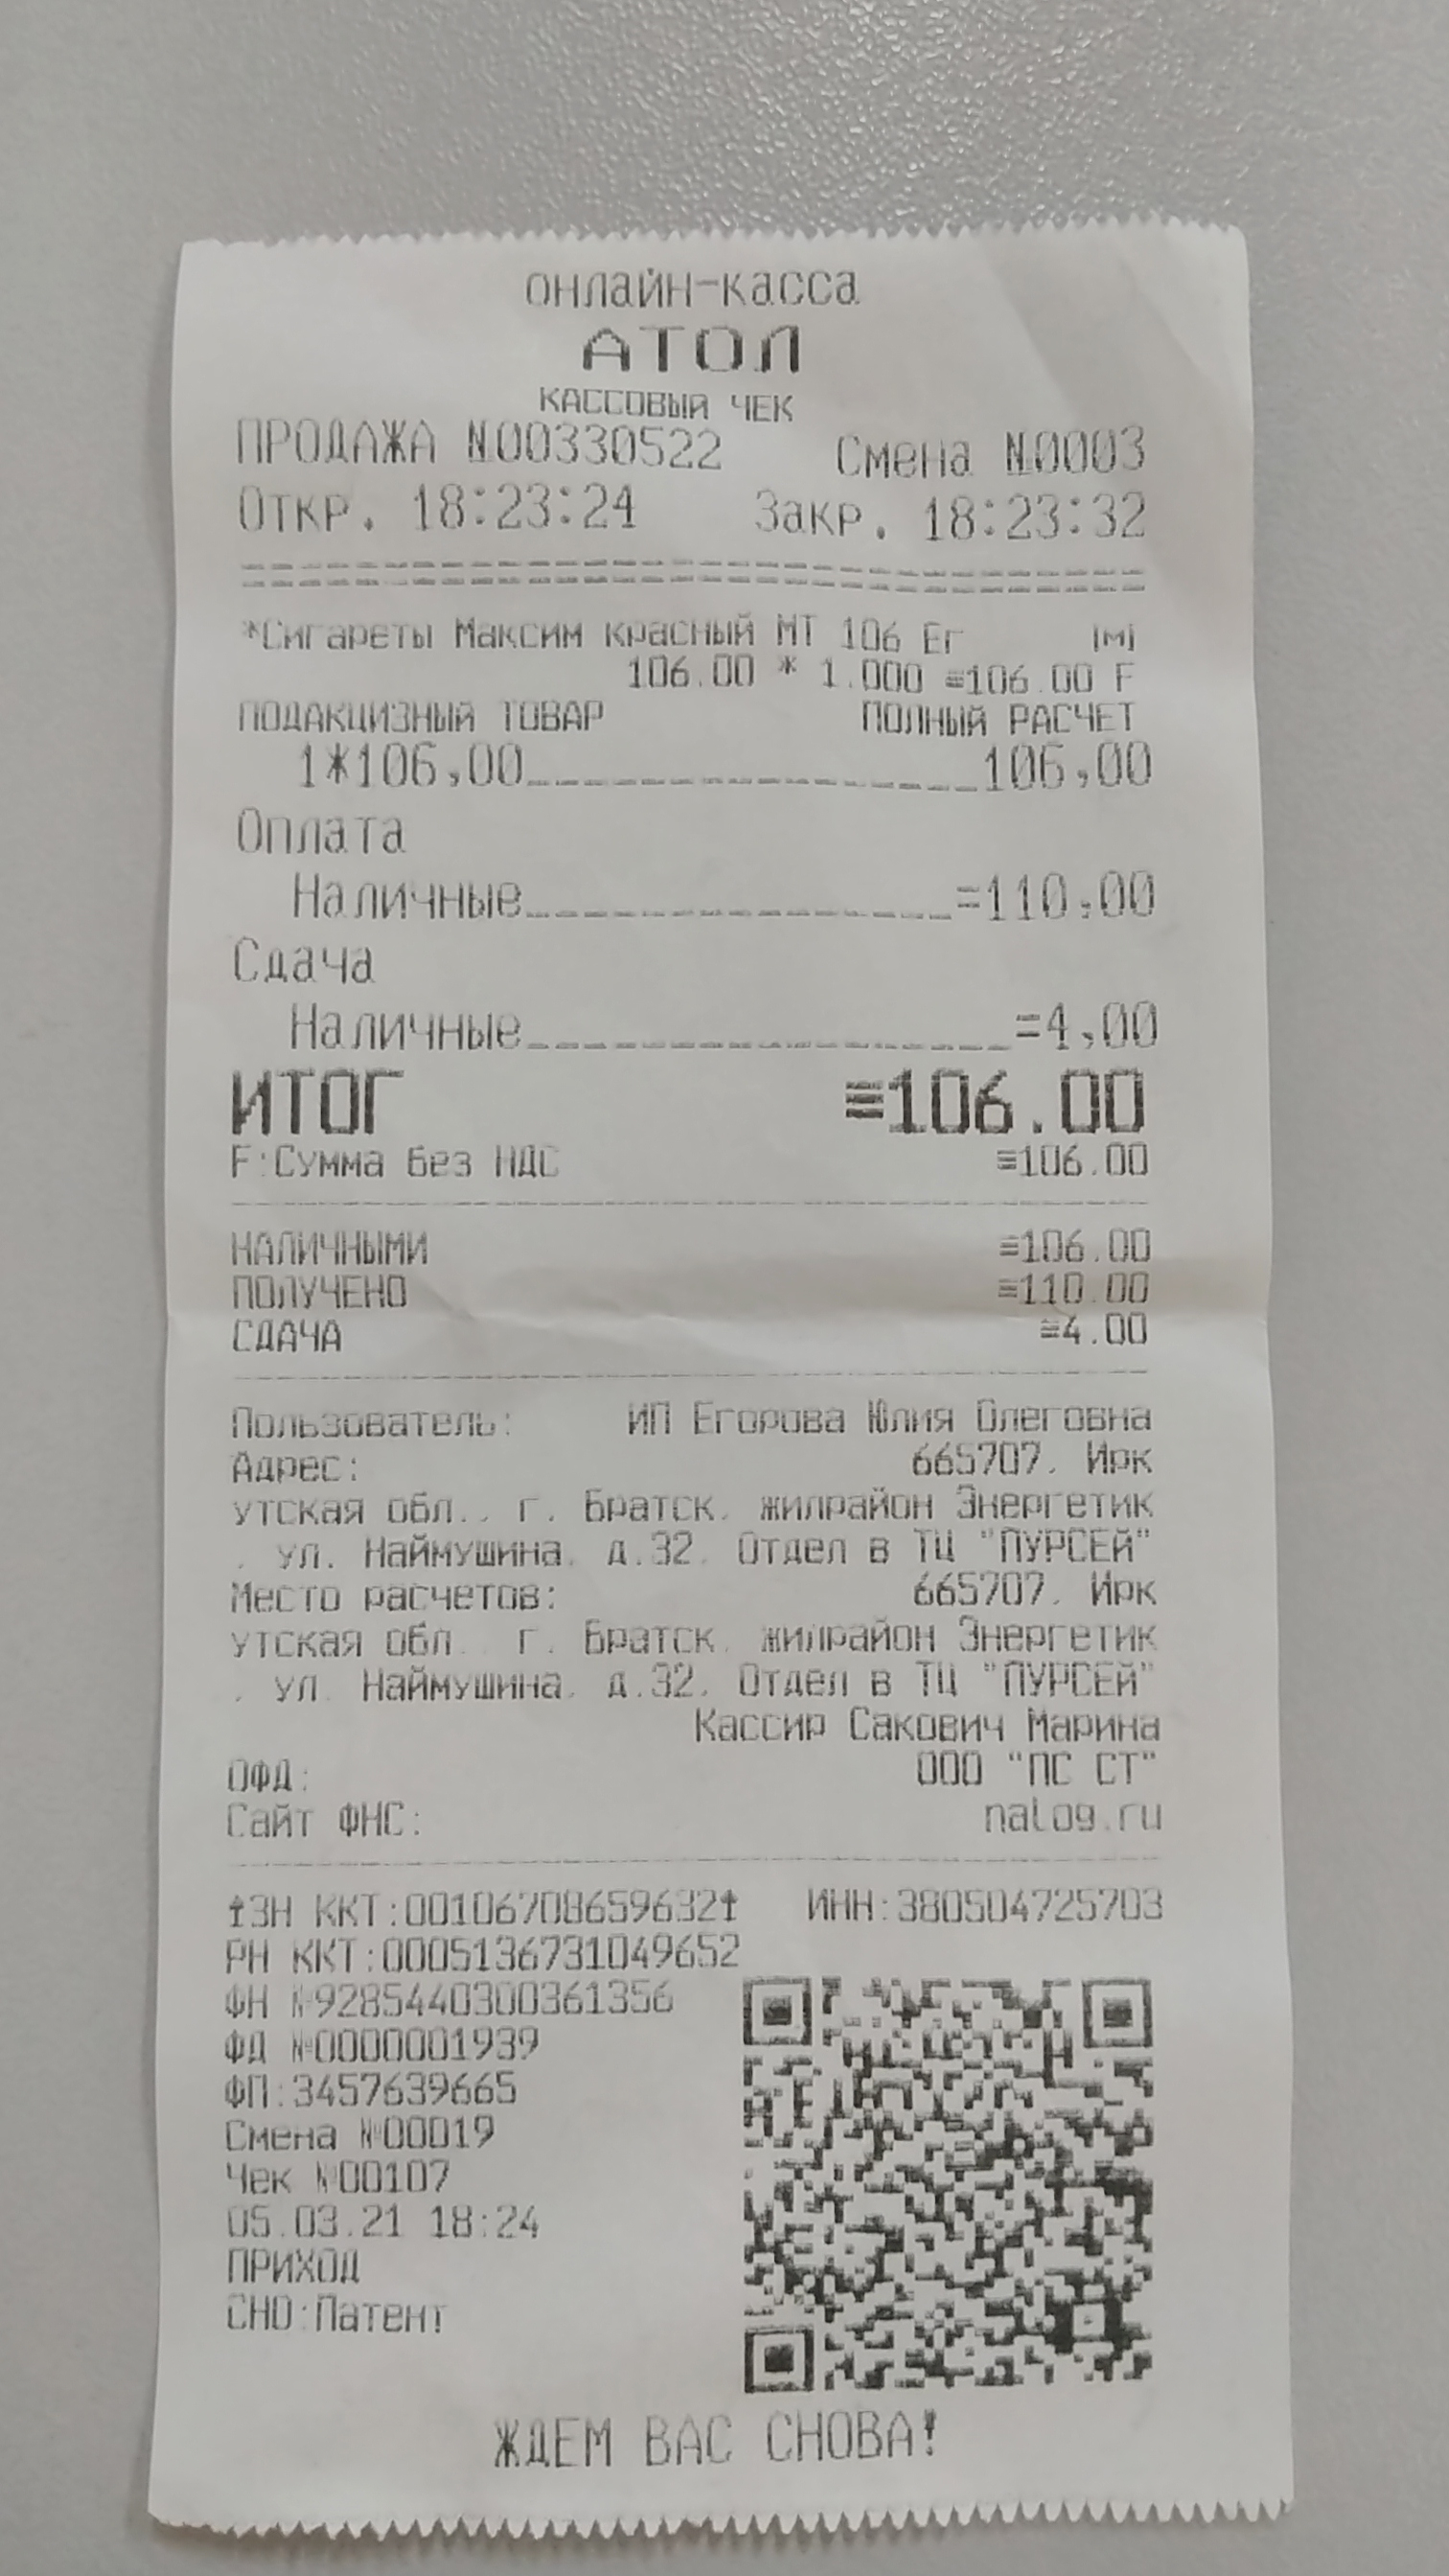 онлайн-касса
АТОЛ
КАССОВЫЙ ЧЕК
ПРОДАЖА №00330522 Смена №0003
Откр. 18:23:24 Закр. 18:23:32
*Сигареты Максим красный МТ 106 Ег [М]
106.00 * 1.000 ≡106.00 F
ПОДАКЦИЗНЫЙ ТОВАР ПОЛНЫЙ РАСЧЕТ
1*106,00 106,00
Оплата
Наличные =110,00
Сдача
Наличные =4,00
ИТОГ ≡106.00
F:Сумма без НДС ≡106.00
НАЛИЧНЫМИ ≡106.00
ПОЛУЧЕНО ≡110.00
СДАЧА ≡4.00
Пользователь: ИП Егорова Юлия Олеговна
Адрес: 665707, Ирк
утская обл., г. Братск, жилрайон Энергетик
, ул. Наймушина, д.32, Отдел в ТЦ "ПУРСЕЙ"
Место расчетов: 665707, Ирк
утская обл., г. Братск, жилрайон Энергетик
, ул. Наймушина, д.32, Отдел в ТЦ "ПУРСЕЙ"
Кассир Сакович Марина
ОФД: ООО "ПС СТ"
Сайт ФНС: nalog.ru
ЗН ККТ:00106708659632 ИНН:380504725703
РН ККТ:0005136731049652
ФН №9285440300361356
ФД №0000001939
ФП:3457639665
Смена №00019
Чек №00107
05.03.21 18:24
ПРИХОД
СНО:Патент
ЖДЕМ ВАС СНОВА!